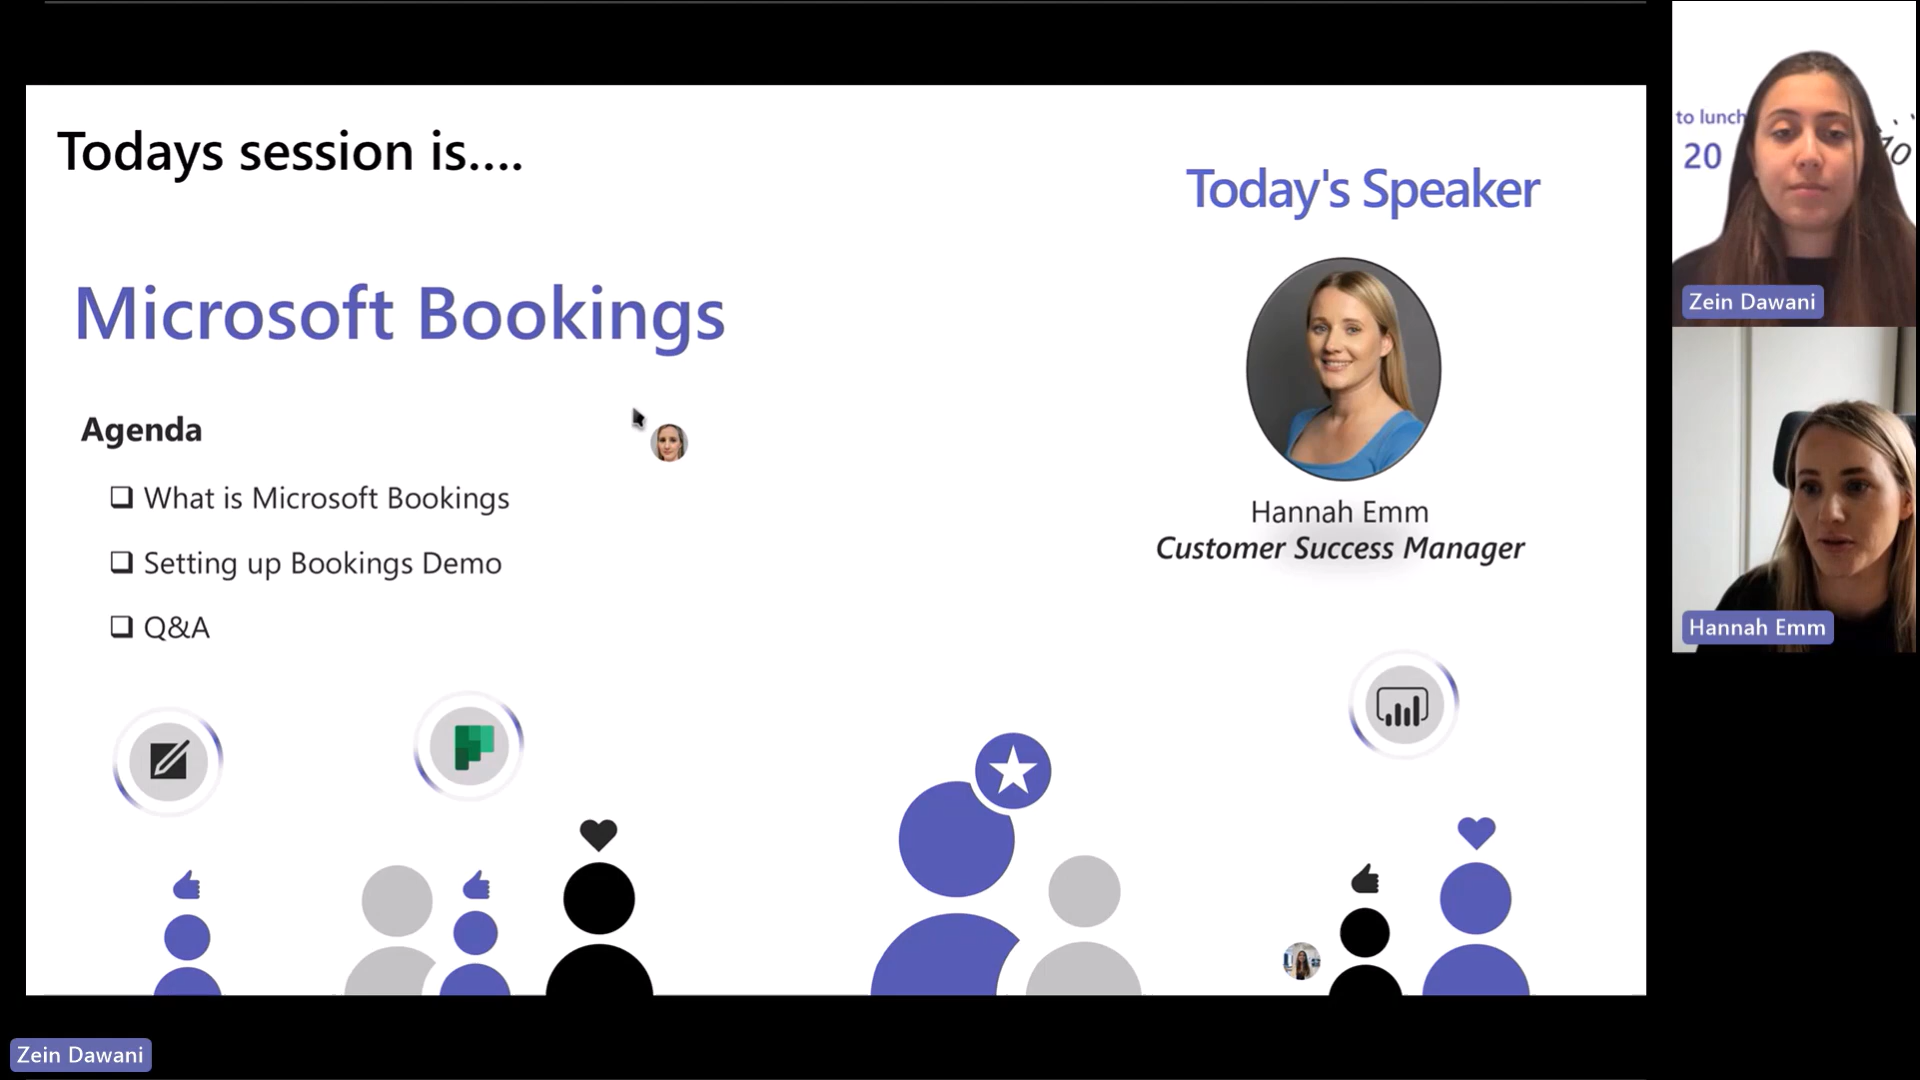 Todays session is....
Today's Speaker
Microsoft Bookings
Agenda
What is Microsoft Bookings
Setting up Bookings Demo
Q&A
Hannah Emm
Customer Success Manager
to lunch
20
10
Zein Dawani
Hannah Emm
Zein Dawani